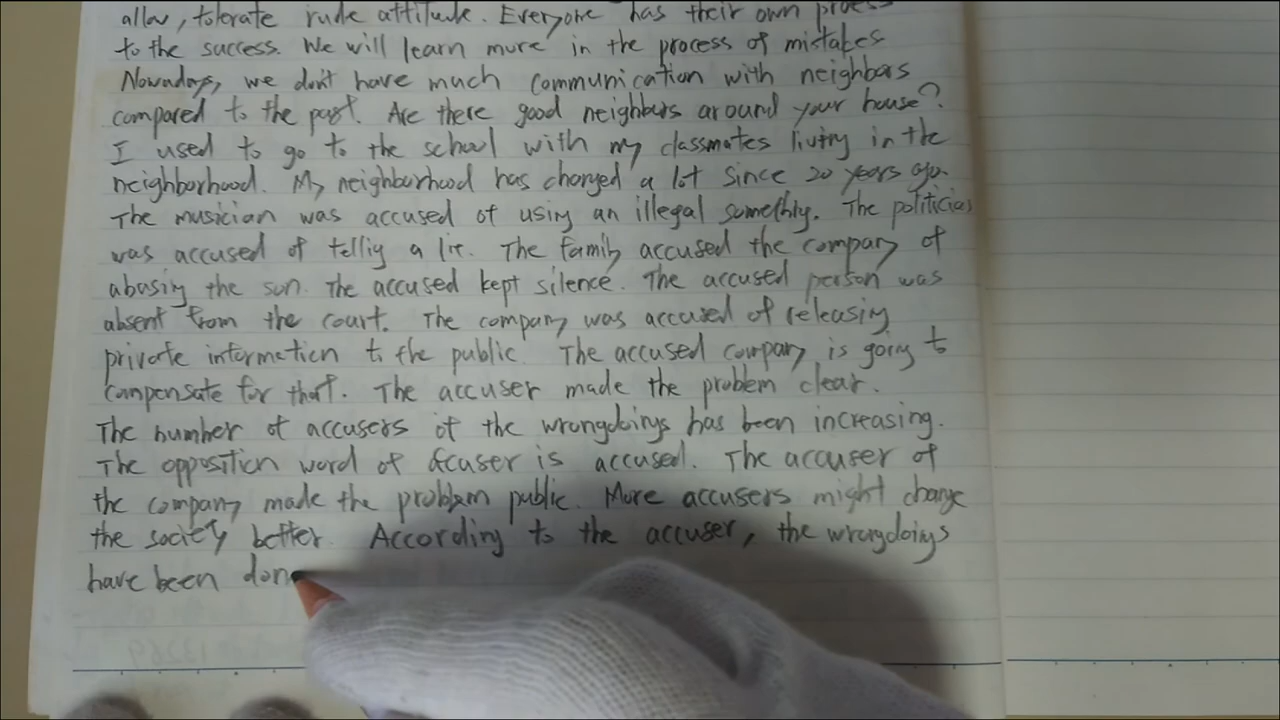 allow, tolerate rude attitude. Everyone has their own process
to the success. We will learn more in the process of mistakes
Nowadays, we don't have much communication with neighbors
compared to the past. Are there good neighbors around your house?
I used to go to the school with my classmates living in the
neighborhood. My neighborhood has changed a lot since 20 years ago.
The musician was accused of using an illegal somethly. The politician
was accused of tellig a lie. The family accused the company of
abusing the son. The accused kept silence. The accused person was
absent from the court. The company was accused of releasing
private information to the public. The accused company is going to
compensate for that. The accuser made the problem clear.
The number of accusers of the wrongdoings has been increasing.
The opposition word of accuser is accused. The accuser of
the company made the problem public. More accusers might change
the society better. According to the accuser, the wrongdoings
have been done